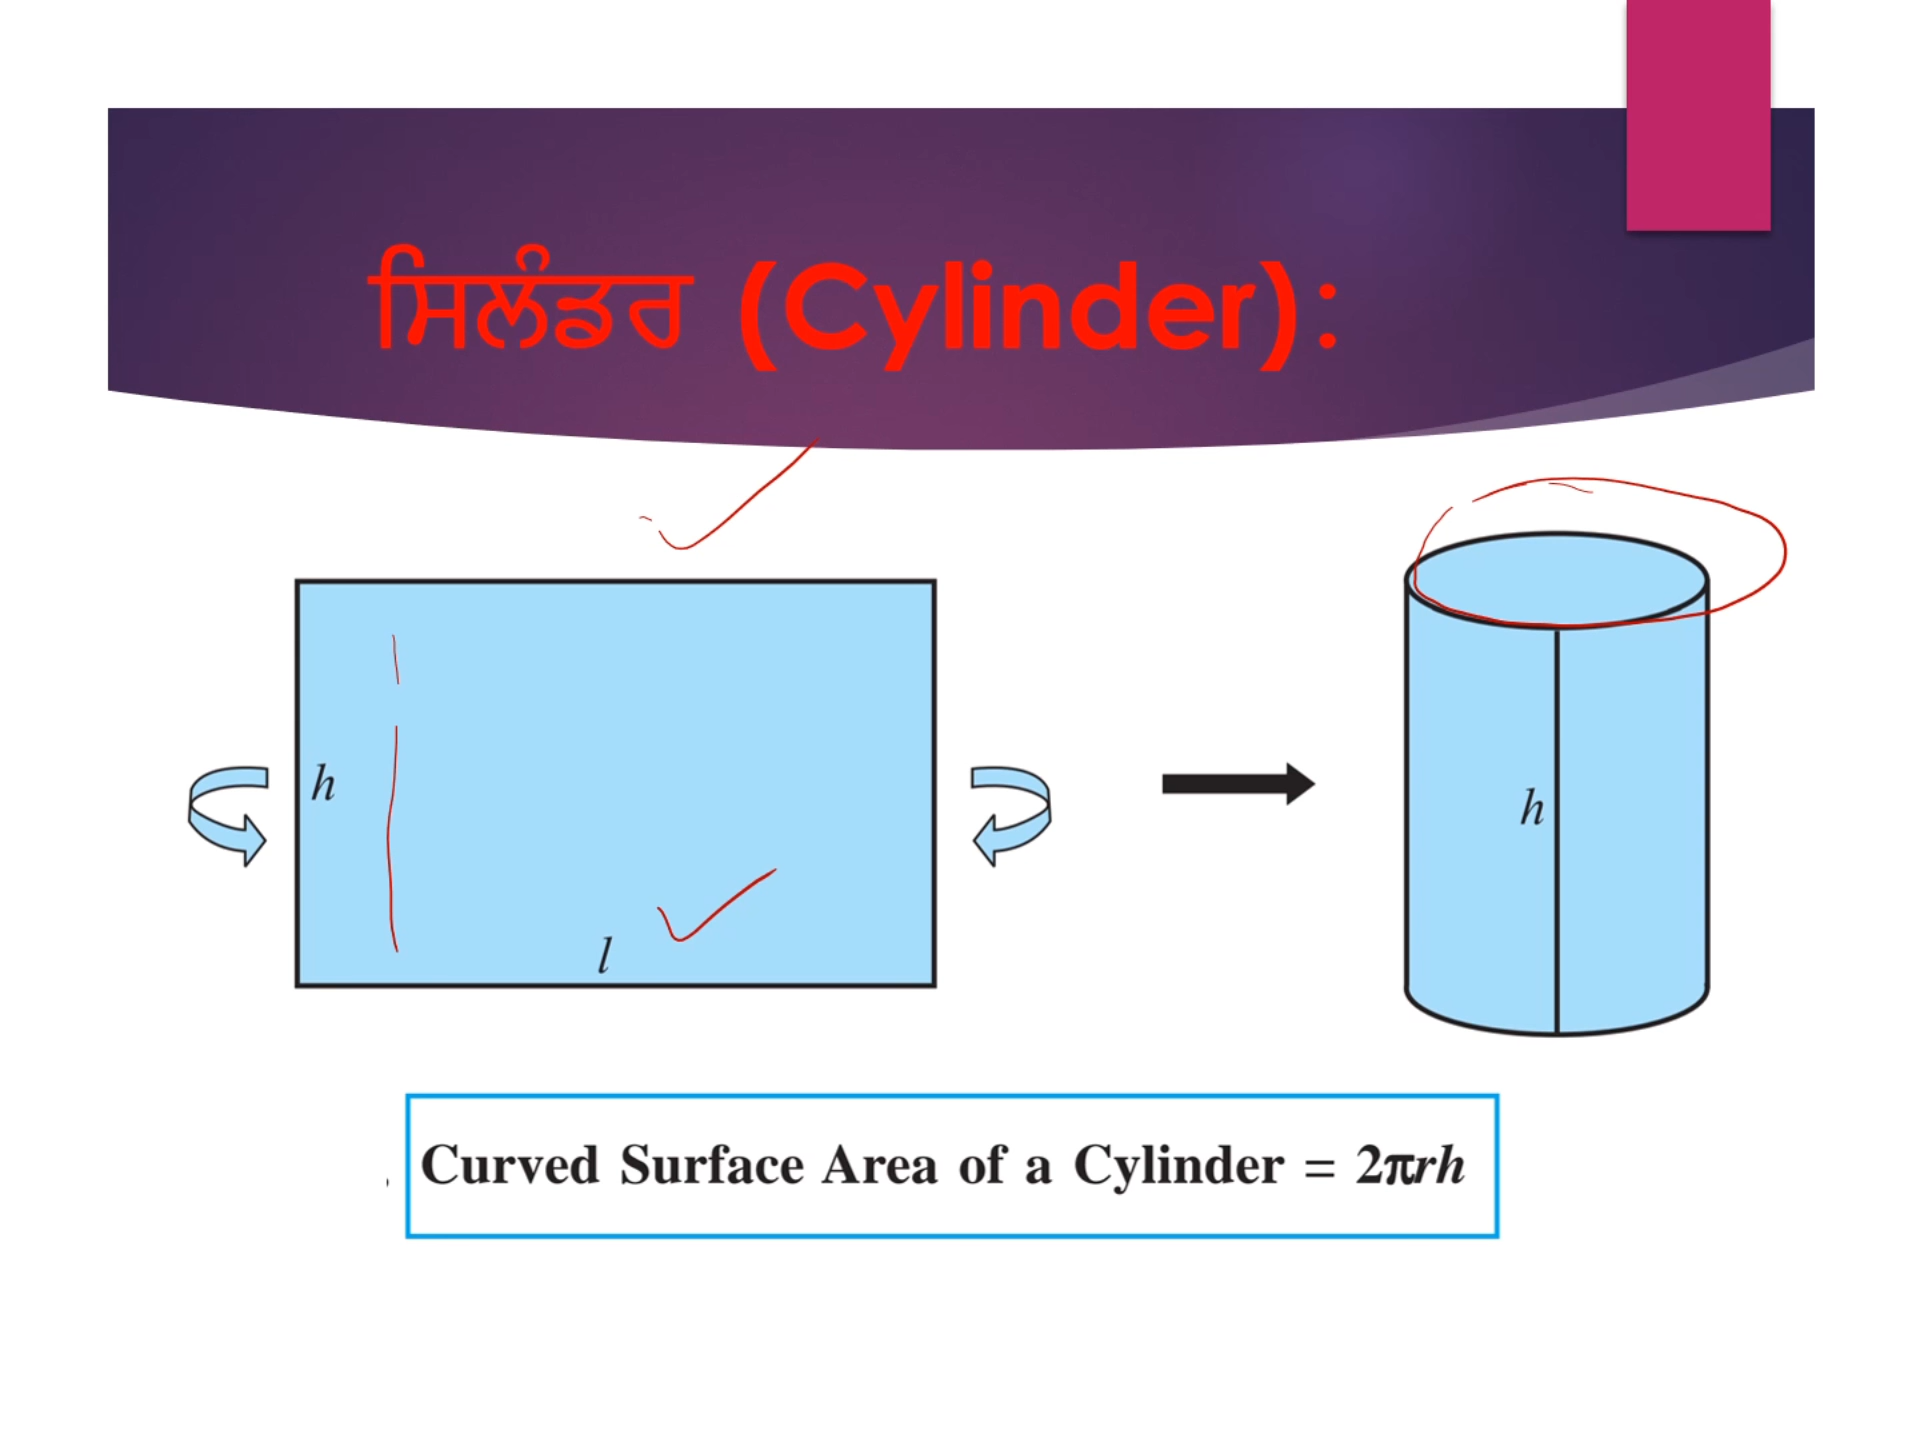 ਸਿਲੰਡਰ (Cylinder):
h
l
h
Curved Surface Area of a Cylinder = 2πrh